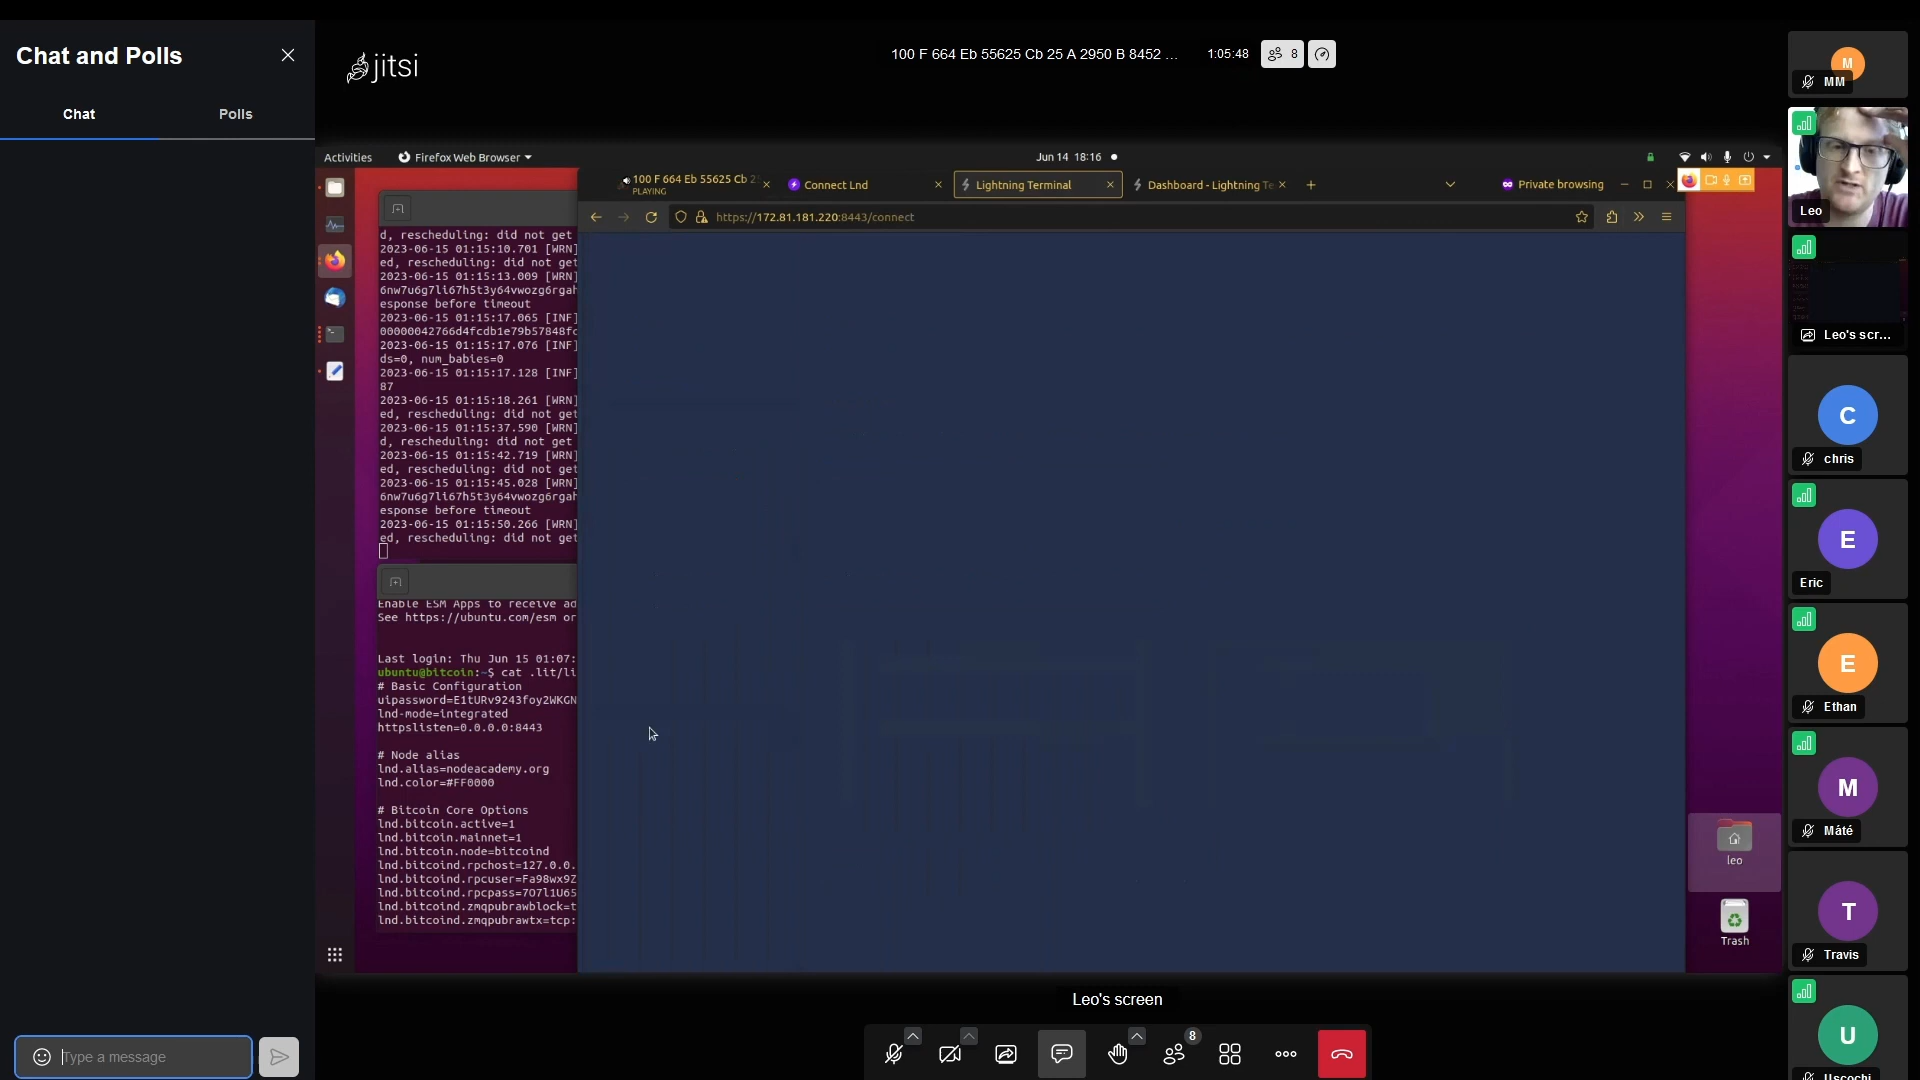 Chat and Polls
Chat
Polls
Type a message
jitsi
100 F 664 Eb 55625 Cb 25 A 2950 B 8452 ...
1:05:48
8
Activities
Firefox Web Browser
Jun 14 18:16
100 F 664 Eb 55625 Cb 2
PLAYING
Connect Lnd
Lightning Terminal
Dashboard - Lightning Te
Private browsing
https://172.81.181.220:8443/connect
d, rescheduling: did not get
2023-06-15 01:15:10.701 [WRN]
ed, rescheduling: did not get
2023-06-15 01:15:13.009 [WRN]
6nw7u6g7li67h5t3y64vwozg6rgah
esponse before timeout
2023-06-15 01:15:17.065 [INF]
00000042766d4fcdb1e79b57848fc
2023-06-15 01:15:17.076 [INF]
ds=0, num_babies=0
2023-06-15 01:15:17.128 [INF]
87
2023-06-15 01:15:18.261 [WRN]
ed, rescheduling: did not get
2023-06-15 01:15:37.590 [WRN]
d, rescheduling: did not get
2023-06-15 01:15:42.719 [WRN]
ed, rescheduling: did not get
2023-06-15 01:15:45.028 [WRN]
6nw7u6g7li67h5t3y64vwozg6rgah
esponse before timeout
2023-06-15 01:15:50.266 [WRN]
ed, rescheduling: did not get
Enable ESM Apps to receive ad
See https://ubuntu.com/esm or
Last login: Thu Jun 15 01:07:
ubuntu@bitcoin:~$ cat .lit/li
# Basic Configuration
uipassword=E1tURv9243foy2WKGN
lnd-mode=integrated
httpslisten=0.0.0.0:8443
# Node alias
lnd.alias=nodeacademy.org
lnd.color=#FF0000
# Bitcoin Core Options
lnd.bitcoin.active=1
lnd.bitcoin.mainnet=1
lnd.bitcoin.node=bitcoind
lnd.bitcoind.rpchost=127.0.0.
lnd.bitcoind.rpcuser=Fa98wx9Z
lnd.bitcoind.rpcpass=7O7l1U65
lnd.bitcoind.zmqpubrawblock=t
lnd.bitcoind.zmqpubrawtx=tcp:
leo
Trash
Leo's screen
8
M
MM
Leo
Leo's scr...
C
chris
E
Eric
E
Ethan
M
Máté
T
Travis
U
Uscochi